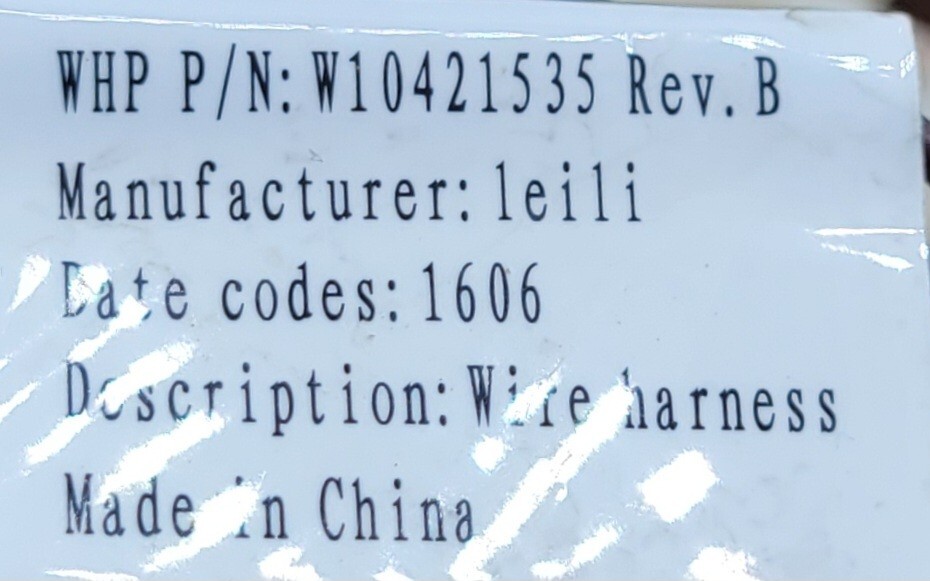 WHP P/N: W10421535 Rev. B
Manufacturer: leili
Date codes: 1606
Description: Wire harness
Made in China